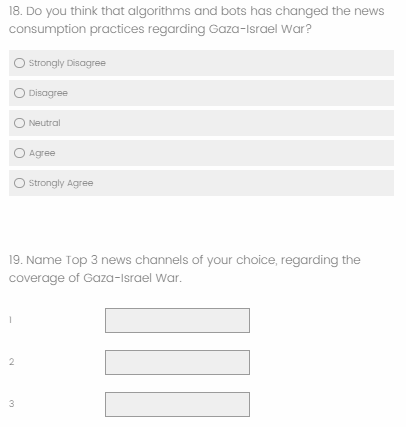 18. Do you think that algorithms and bots has changed the news
consumption practices regarding Gaza-Israel War?
Strongly Disagree
Disagree
Neutral
Agree
Strongly Agree
19. Name Top 3 news channels of your choice, regarding the
coverage of Gaza-Israel War.
1
2
3